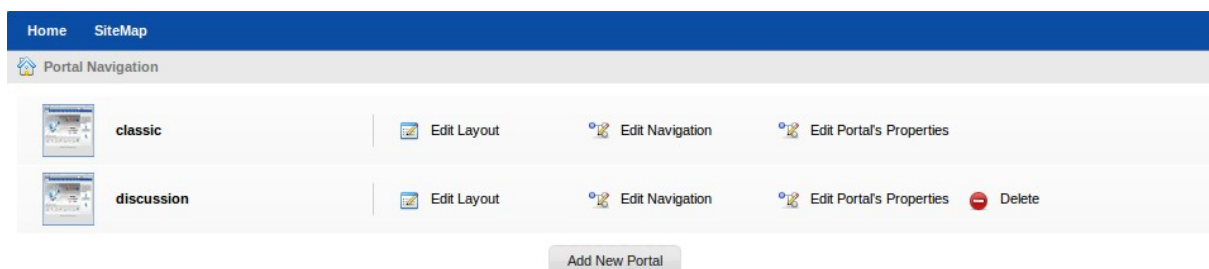 Home SiteMap
Portal Navigation
classic Edit Layout Edit Navigation Edit Portal's Properties
discussion Edit Layout Edit Navigation Edit Portal's Properties Delete
Add New Portal